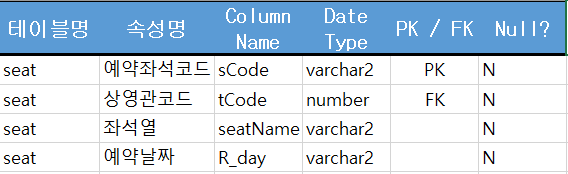 테이블명 속성명 Column Name Date Type PK / FK Null?
seat 예약좌석코드 sCode varchar2 PK N
seat 상영관코드 tCode number FK N
seat 좌석열 seatName varchar2 N
seat 예약날짜 R_day varchar2 N